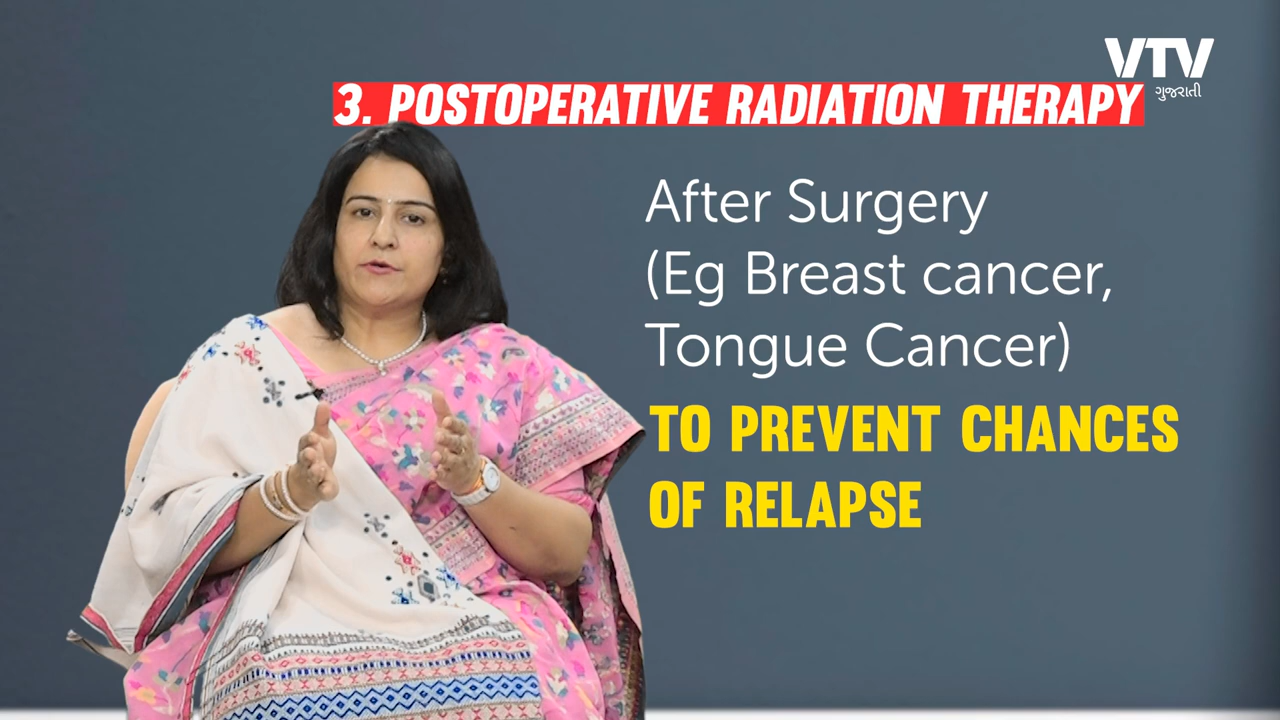 VTV
ગુજરાતી
3. POSTOPERATIVE RADIATION THERAPY
After Surgery
(Eg Breast cancer,
Tongue Cancer)
TO PREVENT CHANCES
OF RELAPSE